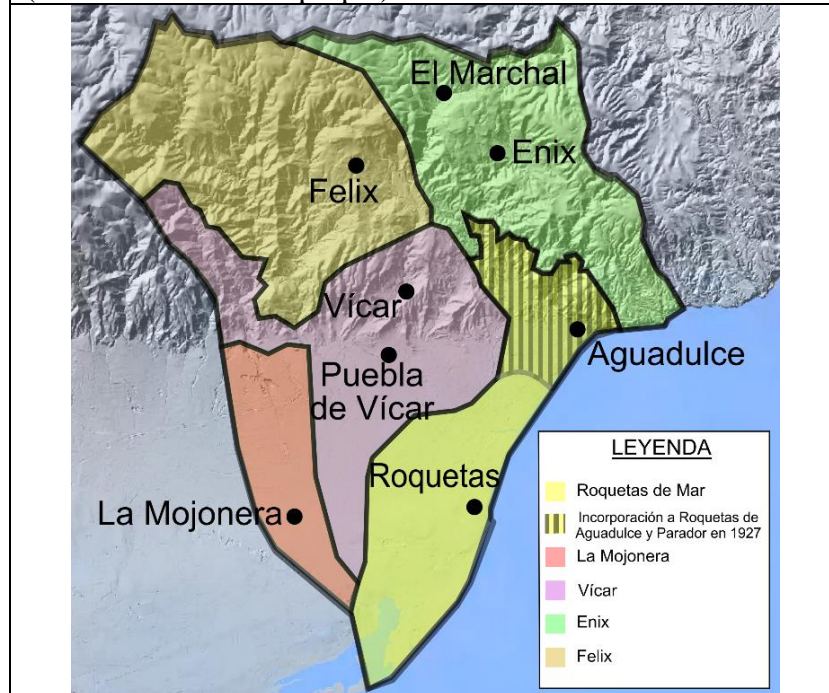 El Marchal
Enix
Felix
Vícar
Aguadulce
Puebla
de Vícar
Roquetas
La Mojonera
LEYENDA
Roquetas de Mar
Incorporación a Roquetas de
Aguadulce y Parador en 1927
La Mojonera
Vícar
Enix
Felix